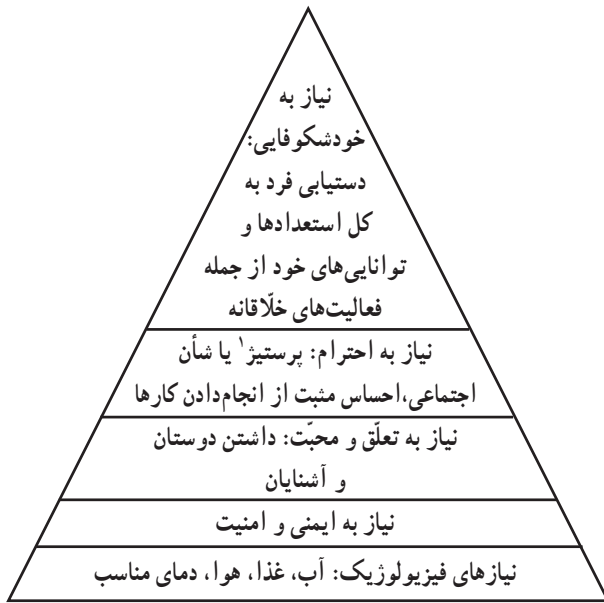 نیاز به
خودشکوفایی:
دستیابی فرد به
کل استعدادها و
توانایی‌های خود از جمله
فعالیت‌های خلّاقانه
نیاز به احترام: پرستیژ۱ یا شأن
اجتماعی،احساس مثبت از انجام‌دادن کارها
نیاز به تعلّق و محبّت: داشتن دوستان
و آشنایان
نیاز به ایمنی و امنیت
نیازهای فیزیولوژیک: آب، غذا، هوا، دمای مناسب